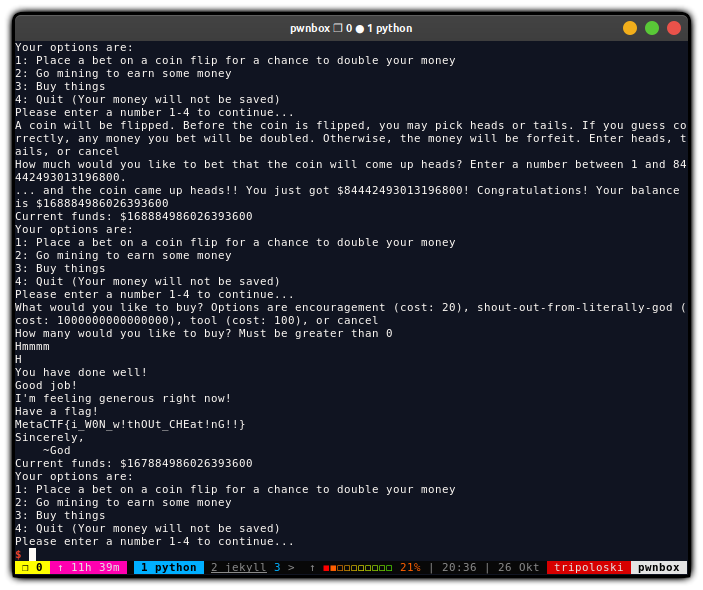 pwnbox ❐ 0 ● 1 python
Your options are:
1: Place a bet on a coin flip for a chance to double your money
2: Go mining to earn some money
3: Buy things
4: Quit (Your money will not be saved)
Please enter a number 1-4 to continue...
A coin will be flipped. Before the coin is flipped, you may pick heads or tails. If you guess co
rrectly, any money you bet will be doubled. Otherwise, the money will be forfeit. Enter heads, t
ails, or cancel
How much would you like to bet that the coin will come up heads? Enter a number between 1 and 84
442493013196800.
... and the coin came up heads!! You just got $84442493013196800! Congratulations! Your balance
is $168884986026393600
Current funds: $168884986026393600
Your options are:
1: Place a bet on a coin flip for a chance to double your money
2: Go mining to earn some money
3: Buy things
4: Quit (Your money will not be saved)
Please enter a number 1-4 to continue...
What would you like to buy? Options are encouragement (cost: 20), shout-out-from-literally-god (
cost: 1000000000000000), tool (cost: 100), or cancel
How many would you like to buy? Must be greater than 0
Hmmmm
H
You have done well!
Good job!
I'm feeling generous right now!
Have a flag!
MetaCTF{i_W0N_w!thOUt_CHEat!nG!!}
Sincerely,
    ~God
Current funds: $167884986026393600
Your options are:
1: Place a bet on a coin flip for a chance to double your money
2: Go mining to earn some money
3: Buy things
4: Quit (Your money will not be saved)
Please enter a number 1-4 to continue...
$
❐ 0 ↑ 11h 39m 1 python 2 jekyll 3 > ↑ ■■□□□□□□□□ 21% | 20:36 | 26 Okt tripoloski pwnbox